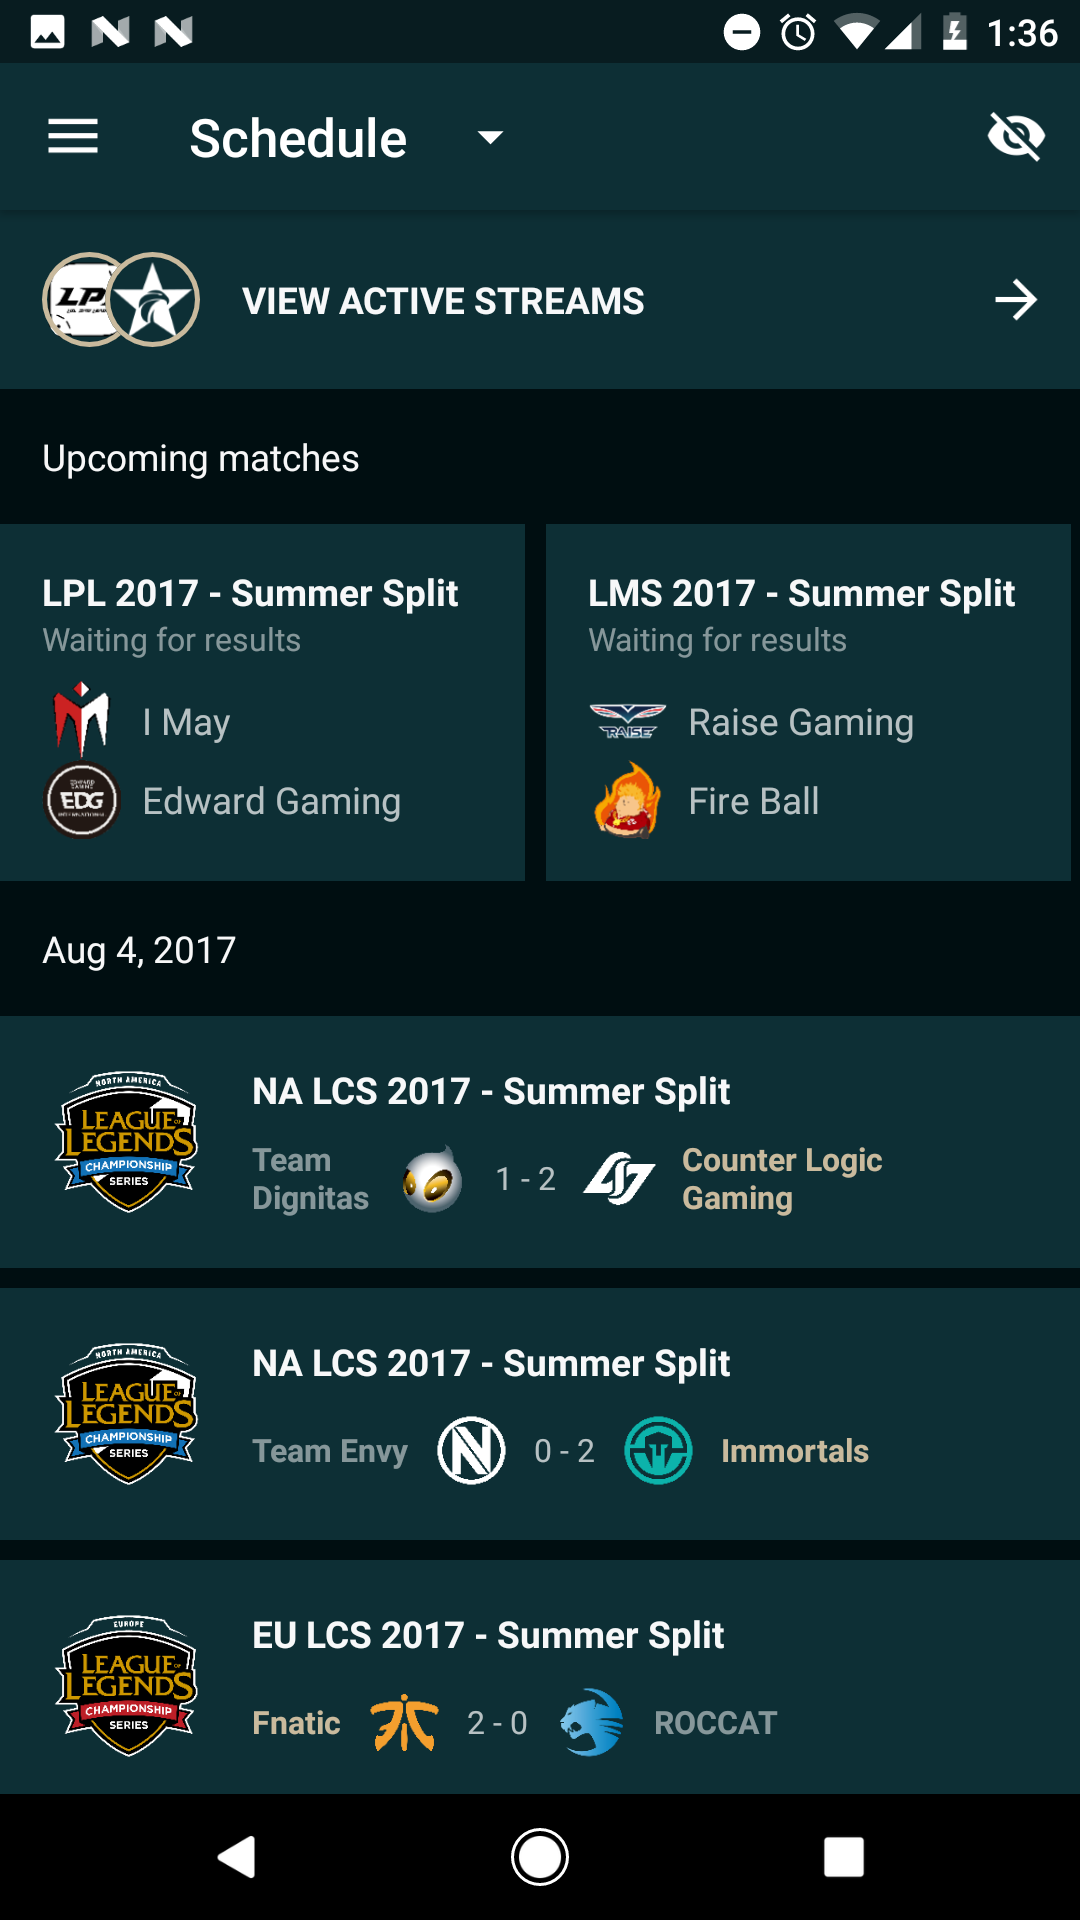 1:36
Schedule
LP
VIEW ACTIVE STREAMS
Upcoming matches
LPL 2017 - Summer Split
Waiting for results
I May
EDG
Edward Gaming
LMS 2017 - Summer Split
Waiting for results
RAISE
Raise Gaming
Fire Ball
Aug 4, 2017
NORTH AMERICA
LEAGUE OF
LEGENDS
CHAMPIONSHIP
SERIES
NA LCS 2017 - Summer Split
Team
Dignitas
1 - 2
Counter Logic
Gaming
NORTH AMERICA
LEAGUE OF
LEGENDS
CHAMPIONSHIP
SERIES
NA LCS 2017 - Summer Split
Team Envy
0 - 2
Immortals
EUROPE
LEAGUE OF
LEGENDS
CHAMPIONSHIP
SERIES
EU LCS 2017 - Summer Split
Fnatic
2 - 0
ROCCAT